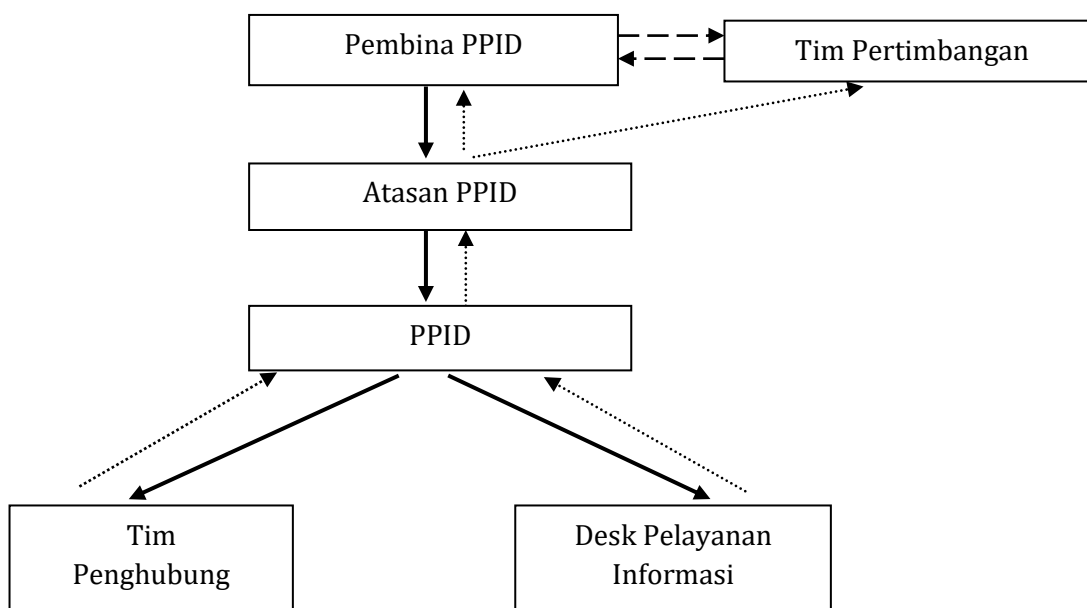 Pembina PPID
Tim Pertimbangan
Atasan PPID
PPID
Tim
Penghubung
Desk Pelayanan
Informasi